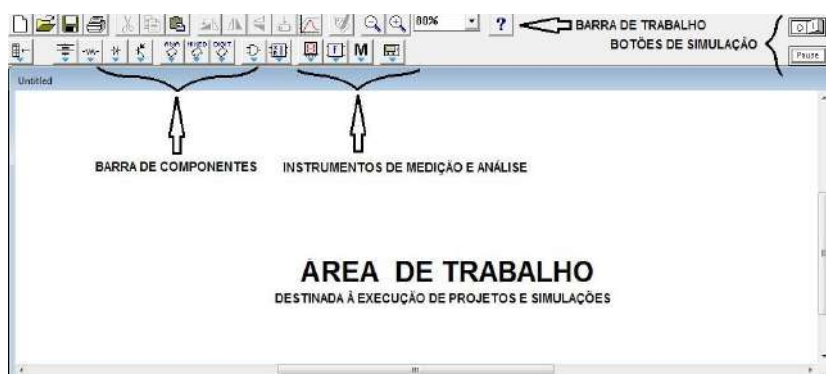 80%
?
BARRA DE TRABALHO
BOTÕES DE SIMULAÇÃO
Pause
M
Untitled
BARRA DE COMPONENTES
INSTRUMENTOS DE MEDIÇÃO E ANÁLISE
ÁREA DE TRABALHO
DESTINADA À EXECUÇÃO DE PROJETOS E SIMULAÇÕES